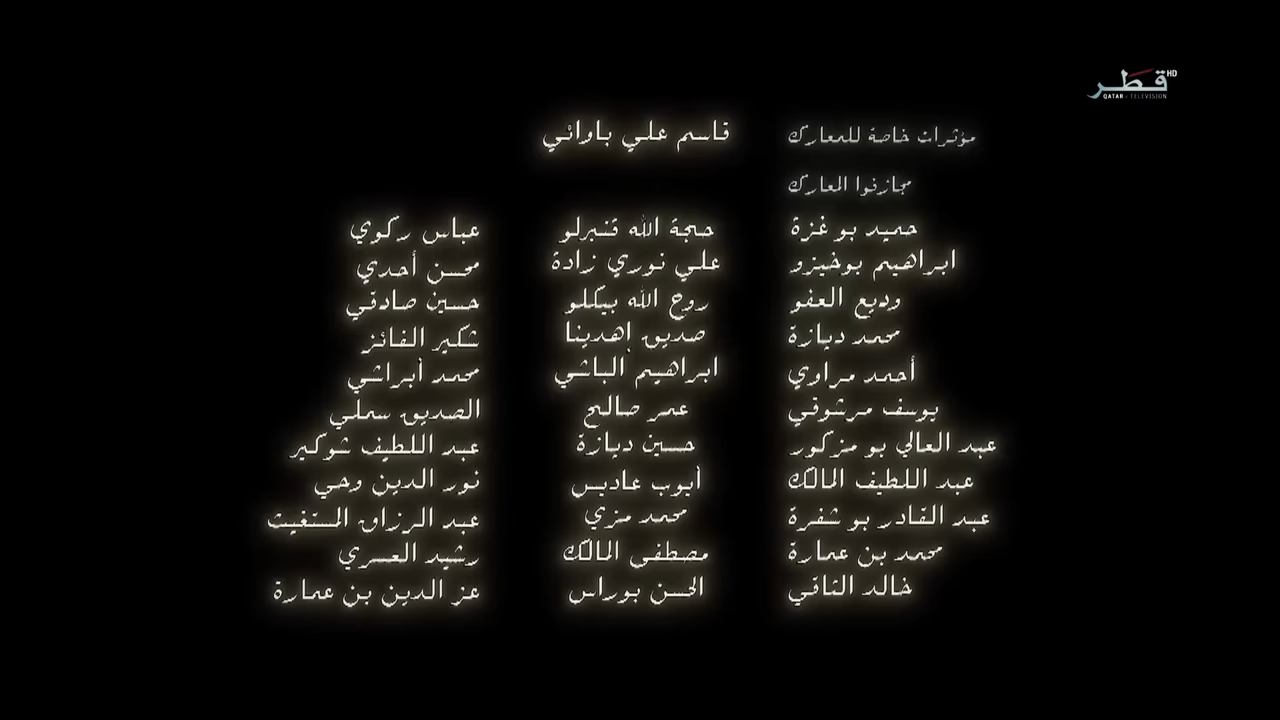 قطر HD
QATAR TELEVISION
مؤثرات خاصة للمعارك قاسم علي باواني
مجازفوا المعارك
حميد بو غزة حجة الله قنبرلو عباس ركوي
ابراهيم بوخيزو علي نوري زادة محسن أحدي
وديع العفو روح الله بيكلو حسين صادقي
محمد ديازة صديق إهدينا شكير الفائز
أحمد مراوي ابراهيم الباشي محمد أبراشي
يوسف مرشوقي عمر صالح الصديق سملي
عبد العالي بو مزكور حسين ديازة عبد اللطيف شوكير
عبد اللطيف المالك أيوب عاديس نور الدين وحي
عبد القادر بو شفرة محمد مزي عبد الرزاق المستغيث
محمد بن عمارة مصطفى المالك رشيد العسري
خالد التاقي الحسن بوراس عز الدين بن عمارة